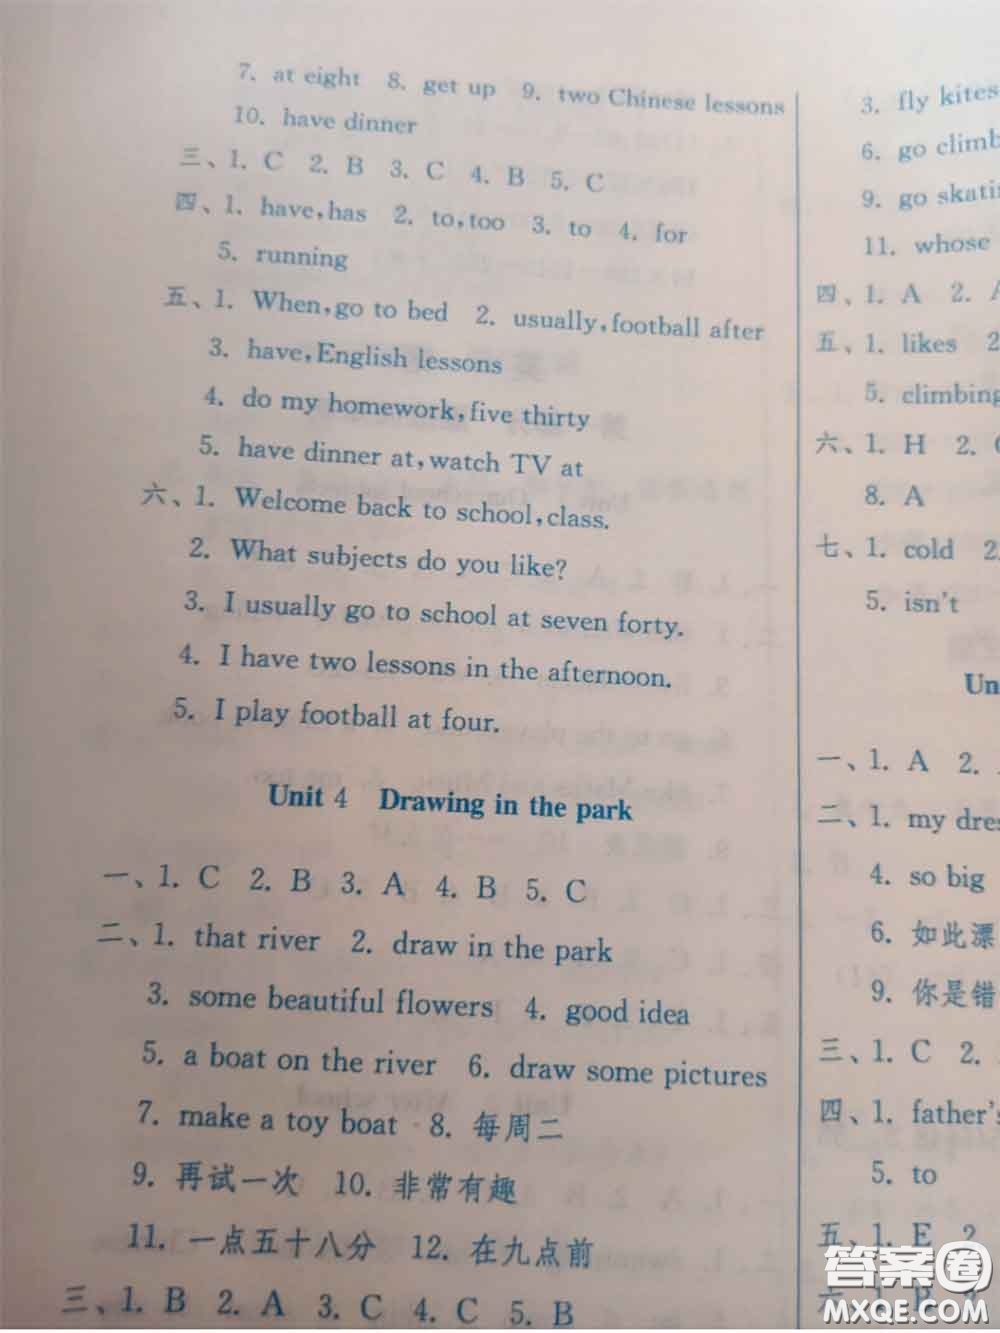 7. at eight 8. get up 9. two Chinese lessons
10. have dinner
三、1. C 2. B 3. C 4. B 5. C
四、1. have,has 2. to,too 3. to 4. for
5. running
五、1. When,go to bed 2. usually,football after
3. have,English lessons
4. do my homework,five thirty
5. have dinner at,watch TV at
六、1. Welcome back to school,class.
2. What subjects do you like?
3. I usually go to school at seven forty.
4. I have two lessons in the afternoon.
5. I play football at four.
Unit 4 Drawing in the park
一、1. C 2. B 3. A 4. B 5. C
二、1. that river 2. draw in the park
3. some beautiful flowers 4. good idea
5. a boat on the river 6. draw some pictures
7. make a toy boat 8. 每周二
9. 再试一次 10. 非常有趣
11. 一点五十八分 12. 在九点前
三、1. B 2. A 3. C 4. C 5. B
3. fly kites
6. go climb
9. go skatin
11. whose
四、1. A 2.
五、1. likes 2
5. climbing
六、1. H 2.
8. A
七、1. cold 2.
5. isn't
Un
一、1. A 2.
二、1. my dres
4. so big
6. 如此漂
9. 你是错
三、1. C 2.
四、1. father's
5. to
五、1. E 2.
答案圈
MXQE.COM